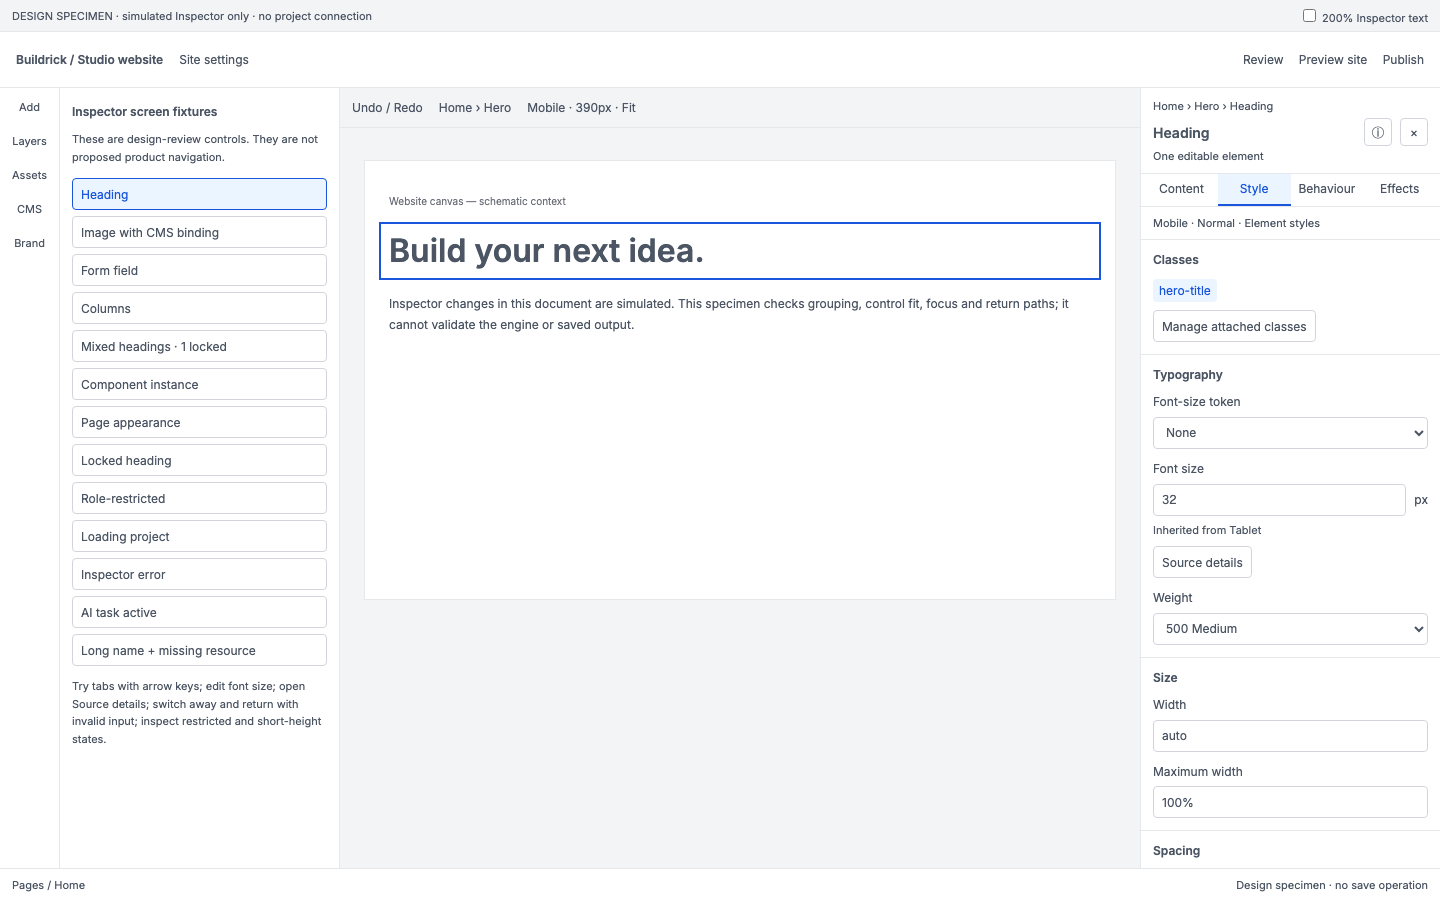 DESIGN SPECIMEN · simulated Inspector only · no project connection
200% Inspector text
Buildrick / Studio website
Site settings
Review
Preview site
Publish
Add
Layers
Assets
CMS
Brand
Inspector screen fixtures
These are design-review controls. They are not
proposed product navigation.
Heading
Image with CMS binding
Form field
Columns
Mixed headings · 1 locked
Component instance
Page appearance
Locked heading
Role-restricted
Loading project
Inspector error
AI task active
Long name + missing resource
Try tabs with arrow keys; edit font size; open
Source details; switch away and return with
invalid input; inspect restricted and short-height
states.
Undo / Redo
Home › Hero
Mobile · 390px · Fit
Website canvas — schematic context
Build your next idea.
Inspector changes in this document are simulated. This specimen checks grouping, control fit, focus and return paths; it
cannot validate the engine or saved output.
Home › Hero › Heading
Heading
ⓘ
×
One editable element
Content
Style
Behaviour
Effects
Mobile · Normal · Element styles
Classes
hero-title
Manage attached classes
Typography
Font-size token
None
Font size
32
px
Inherited from Tablet
Source details
Weight
500 Medium
Size
Width
auto
Maximum width
100%
Spacing
Pages / Home
Design specimen · no save operation